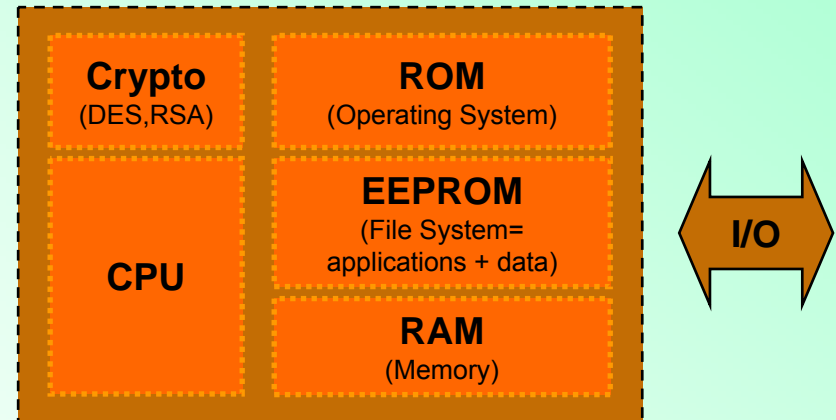 Crypto
(DES,RSA)
ROM
(Operating System)
CPU
EEPROM
(File System=
applications + data)
RAM
(Memory)
I/O